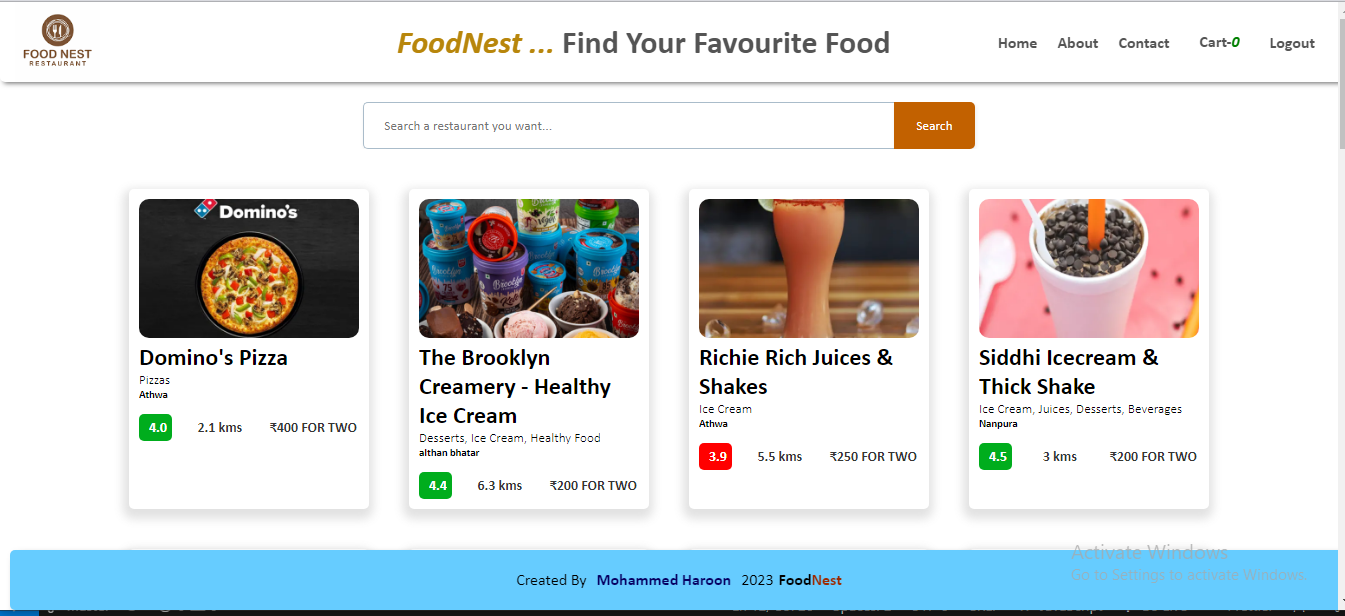 FOOD NEST
RESTAURANT
FoodNest ... Find Your Favourite Food
Home About Contact Cart-0 Logout
Search a restaurant you want...
Search
Domino's
Domino's Pizza
Pizzas
Athwa
4.0 2.1 kms ₹400 FOR TWO
Brooklyn
Brooklyn
The Brooklyn
Creamery - Healthy
Ice Cream
Desserts, Ice Cream, Healthy Food
althan bhatar
4.4 6.3 kms ₹200 FOR TWO
Richie Rich Juices &
Shakes
Ice Cream
Athwa
3.9 5.5 kms ₹250 FOR TWO
Siddhi Icecream &
Thick Shake
Ice Cream, Juices, Desserts, Beverages
Nanpura
4.5 3 kms ₹200 FOR TWO
Activate Windows
Go to Settings to activate Windows.
Created By Mohammed Haroon 2023 FoodNest